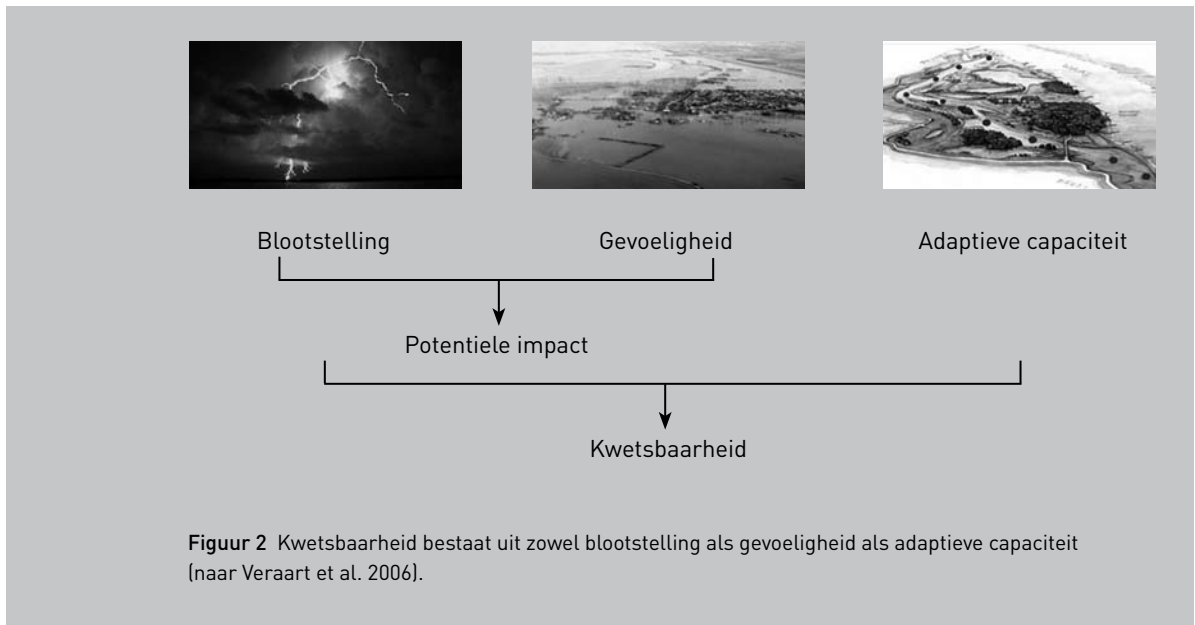 Blootstelling
Gevoeligheid
Adaptieve capaciteit
Potentiele impact
Kwetsbaarheid
Figuur 2 Kwetsbaarheid bestaat uit zowel blootstelling als gevoeligheid als adaptieve capaciteit
(naar Veraart et al. 2006).